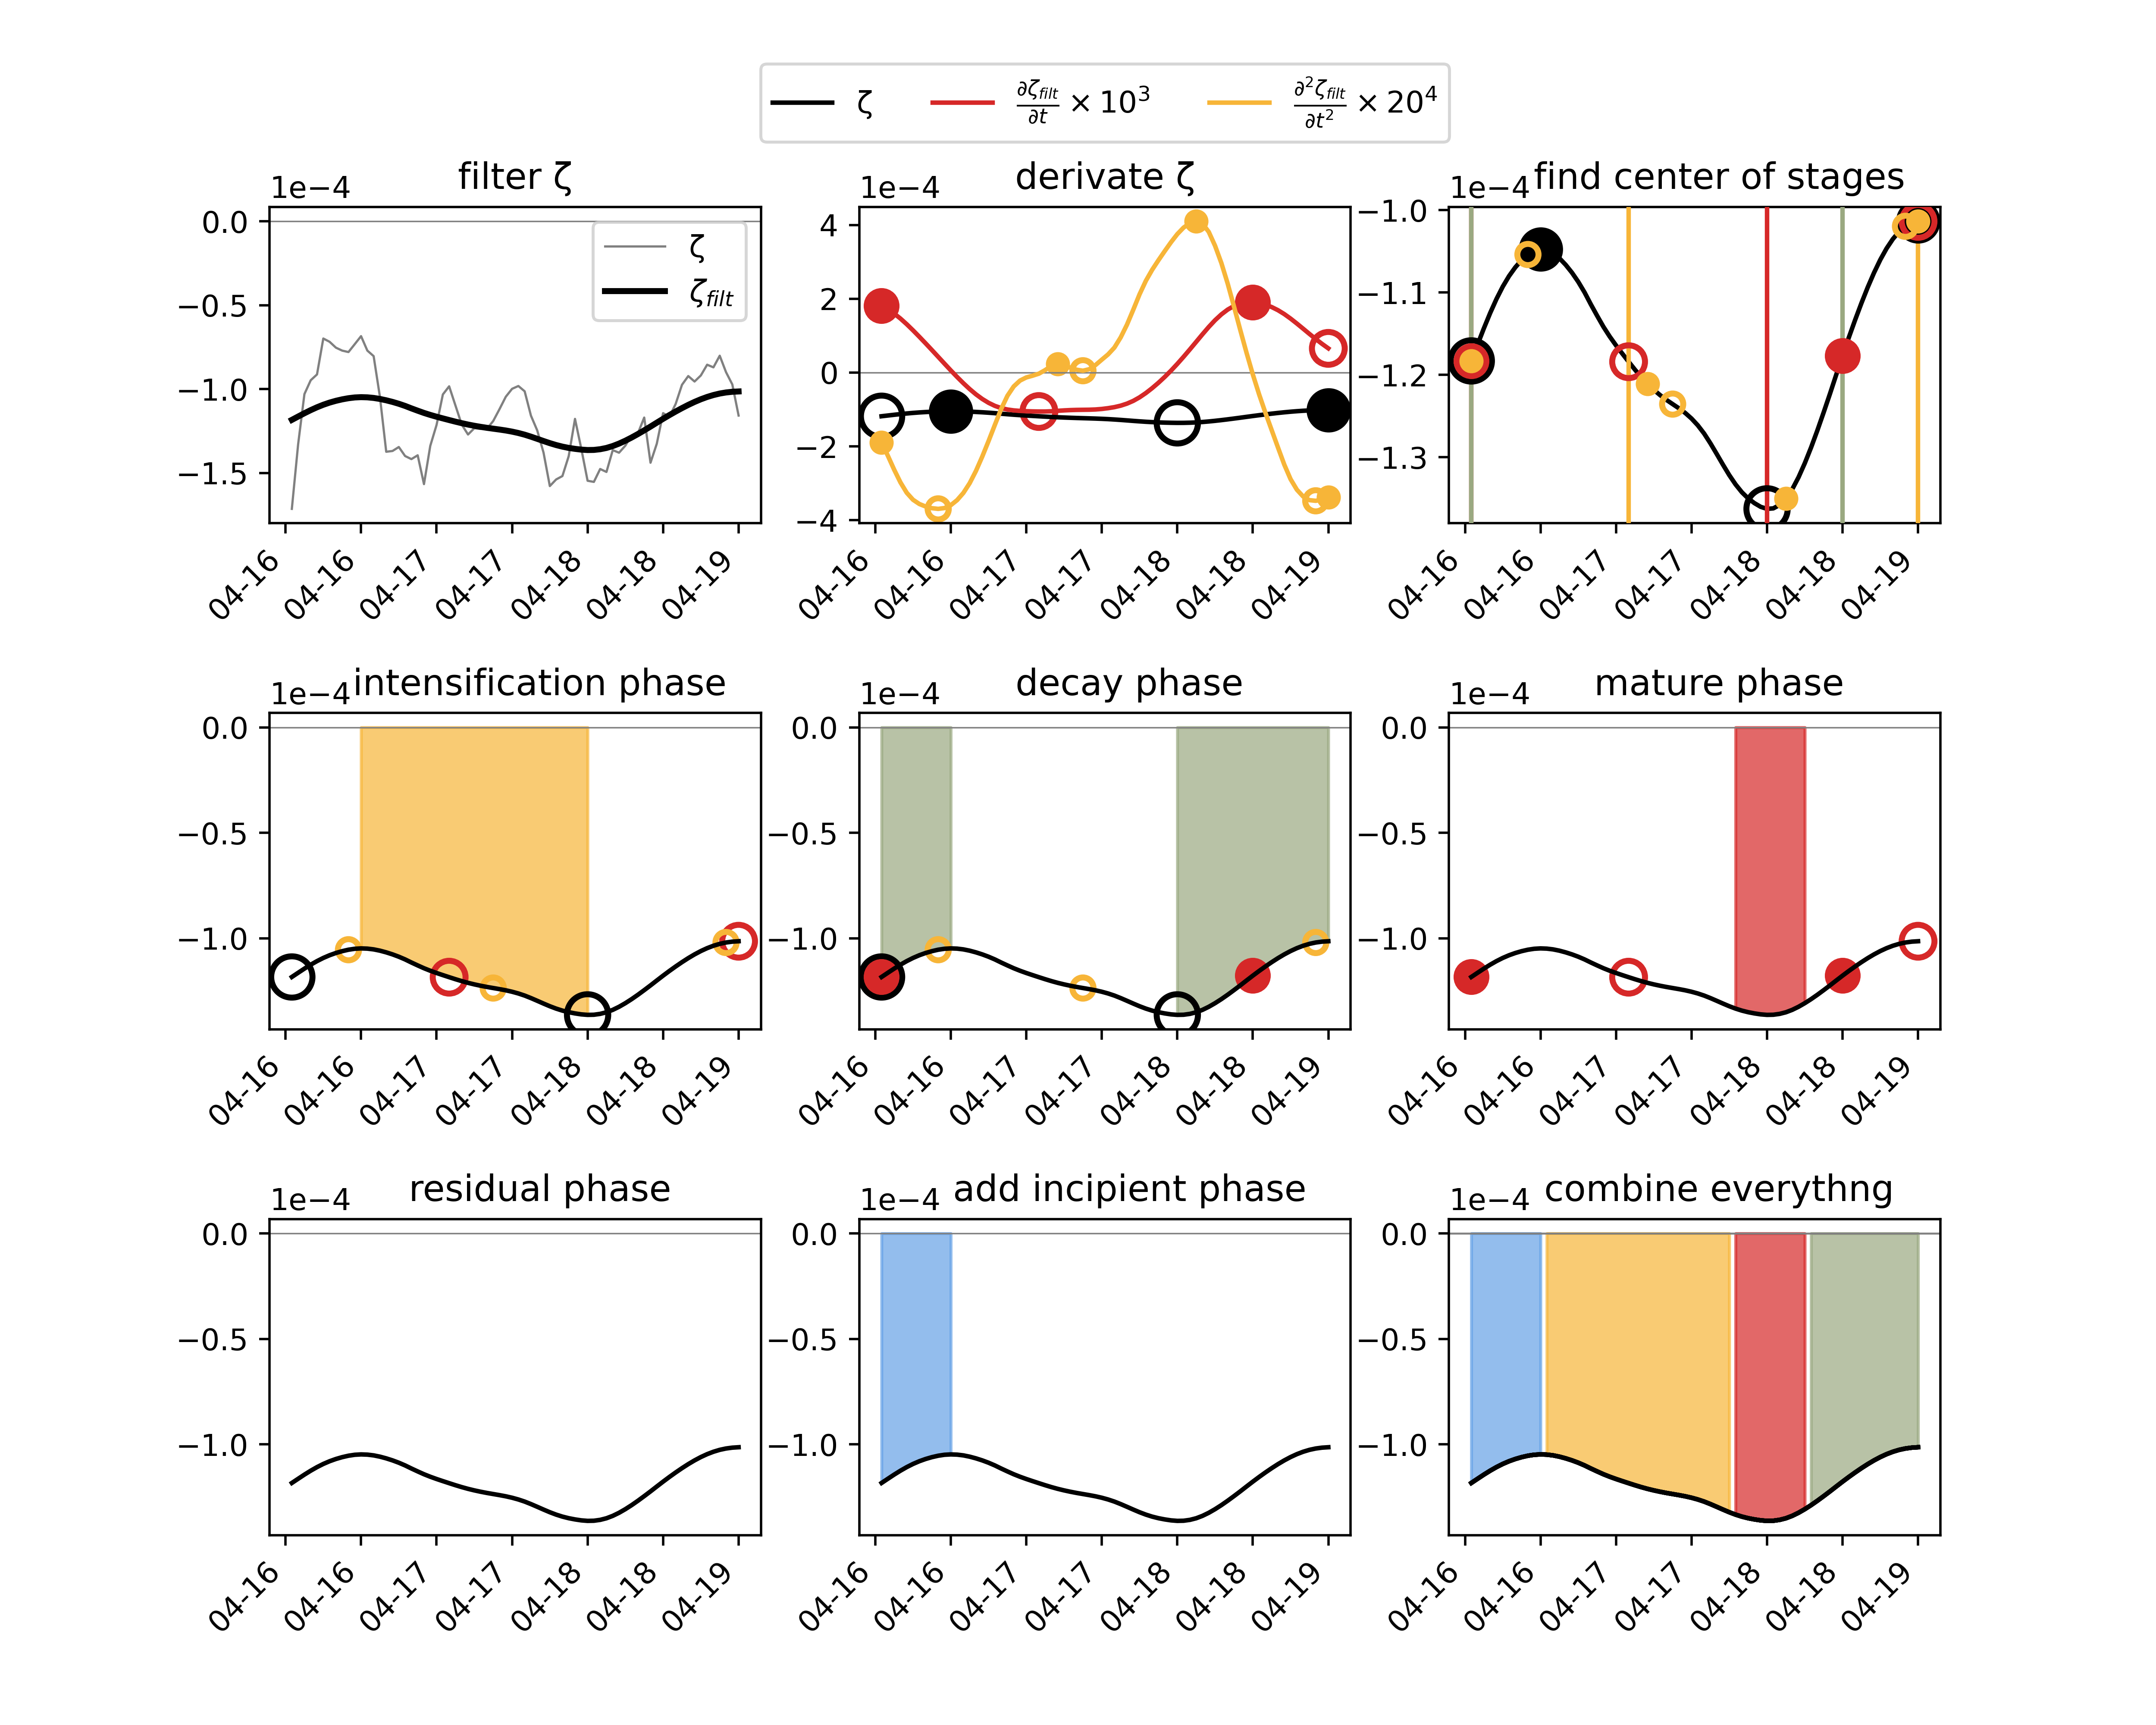 ζ ∂ζ_filt/∂t × 10³ ∂²ζ_filt/∂t² × 20⁴
filter ζ
1e−4
ζ
ζ_filt
0.0
−0.5
−1.0
−1.5
04-16 04-16 04-17 04-17 04-18 04-18 04-19
derivate ζ
1e−4
4
2
0
−2
−4
04-16 04-16 04-17 04-17 04-18 04-18 04-19
find center of stages
1e−4
−1.0
−1.1
−1.2
−1.3
04-16 04-16 04-17 04-17 04-18 04-18 04-19
intensification phase
1e−4
0.0
−0.5
−1.0
04-16 04-16 04-17 04-17 04-18 04-18 04-19
decay phase
1e−4
0.0
−0.5
−1.0
04-16 04-16 04-17 04-17 04-18 04-18 04-19
mature phase
1e−4
0.0
−0.5
−1.0
04-16 04-16 04-17 04-17 04-18 04-18 04-19
residual phase
1e−4
0.0
−0.5
−1.0
04-16 04-16 04-17 04-17 04-18 04-18 04-19
add incipient phase
1e−4
0.0
−0.5
−1.0
04-16 04-16 04-17 04-17 04-18 04-18 04-19
combine everythng
1e−4
0.0
−0.5
−1.0
04-16 04-16 04-17 04-17 04-18 04-18 04-19